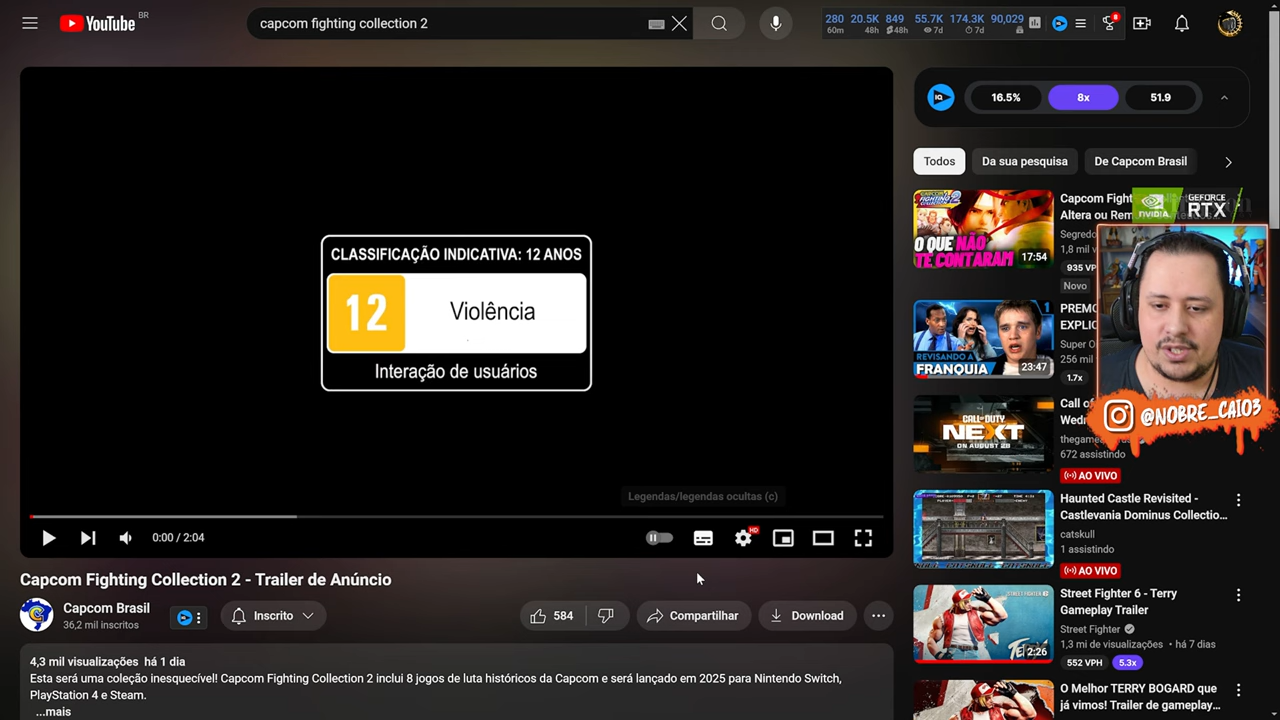 YouTube BR
capcom fighting collection 2
280 20.5K 849 55.7K 174.3K 90,029
60m 48h 48h 7d 7d
8
CLASSIFICAÇÃO INDICATIVA: 12 ANOS
12 Violência
Interação de usuários
Legendas/legendas ocultas (c)
0:00 / 2:04
HD
Capcom Fighting Collection 2 - Trailer de Anúncio
Capcom Brasil
36,2 mil inscritos
Inscrito
584
Compartilhar
Download
4,3 mil visualizações há 1 dia
Esta será uma coleção inesquecível! Capcom Fighting Collection 2 inclui 8 jogos de luta históricos da Capcom e será lançado em 2025 para Nintendo Switch,
PlayStation 4 e Steam.
...mais
IQ
16.5% 8x 51.9
Todos Da sua pesquisa De Capcom Brasil
O QUE NÃO
TE CONTARAM
17:54
Capcom
Altera ou
1,8 mil
935
Novo
NVIDIA
GEFORCE
RTX
REVISANDO A
FRANQUIA
23:47
EXPLIC
256 mil
1.7x
CALL OF DUTY
NEXT
ON AUGUST 28
Call of
672 assistindo
AO VIVO
@NOBRE_CAIO3
Haunted Castle Revisited -
Castlevania Dominus Collectio...
catskull
1 assistindo
AO VIVO
2:26
Street Fighter 6 - Terry
Gameplay Trailer
Street Fighter
1,3 mi de visualizações • há 7 dias
552 VPH 5.3x
O Melhor TERRY BOGARD que
já vimos! Trailer de gameplay...